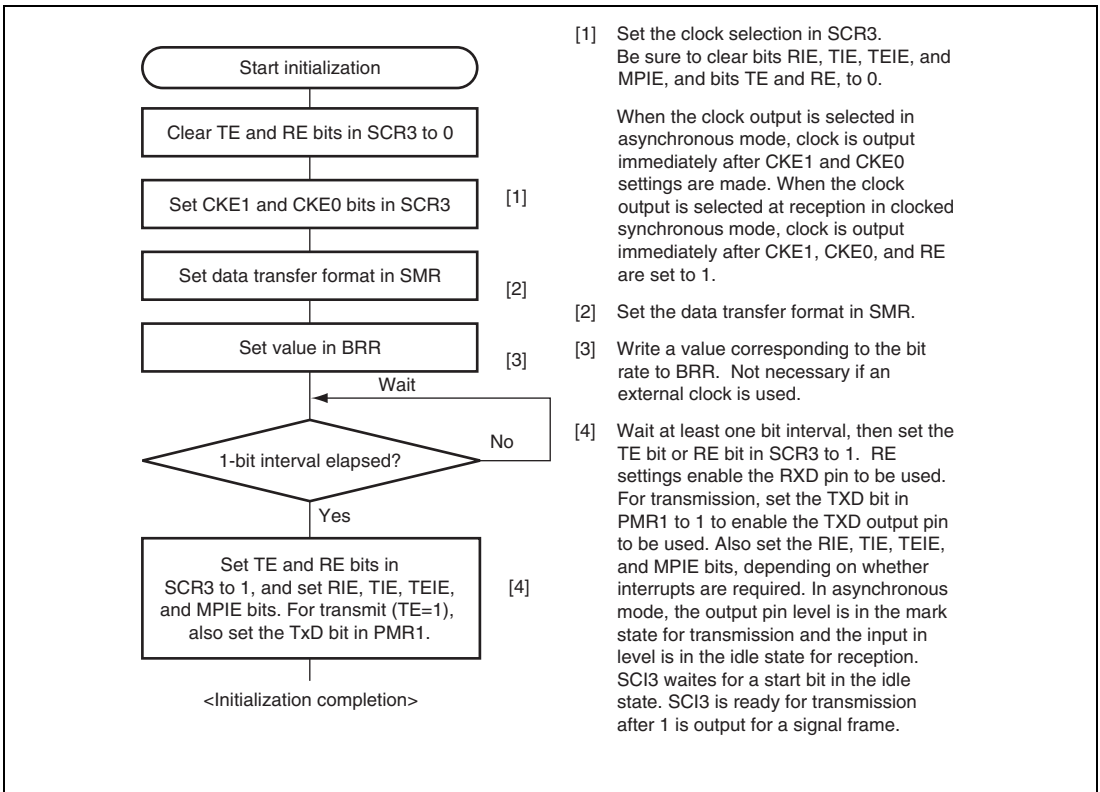 Start initialization
Clear TE and RE bits in SCR3 to 0
Set CKE1 and CKE0 bits in SCR3
[1]
Set data transfer format in SMR
[2]
Set value in BRR
[3]
Wait
1-bit interval elapsed?
No
Yes
Set TE and RE bits in
SCR3 to 1, and set RIE, TIE, TEIE,
and MPIE bits. For transmit (TE=1),
also set the TxD bit in PMR1.
[4]
<Initialization completion>
[1] Set the clock selection in SCR3.
Be sure to clear bits RIE, TIE, TEIE, and
MPIE, and bits TE and RE, to 0.
When the clock output is selected in
asynchronous mode, clock is output
immediately after CKE1 and CKE0
settings are made. When the clock
output is selected at reception in clocked
synchronous mode, clock is output
immediately after CKE1, CKE0, and RE
are set to 1.
[2] Set the data transfer format in SMR.
[3] Write a value corresponding to the bit
rate to BRR. Not necessary if an
external clock is used.
[4] Wait at least one bit interval, then set the
TE bit or RE bit in SCR3 to 1. RE
settings enable the RXD pin to be used.
For transmission, set the TXD bit in
PMR1 to 1 to enable the TXD output pin
to be used. Also set the RIE, TIE, TEIE,
and MPIE bits, depending on whether
interrupts are required. In asynchronous
mode, the output pin level is in the mark
state for transmission and the input in
level is in the idle state for reception.
SCI3 waits for a start bit in the idle
state. SCI3 is ready for transmission
after 1 is output for a signal frame.